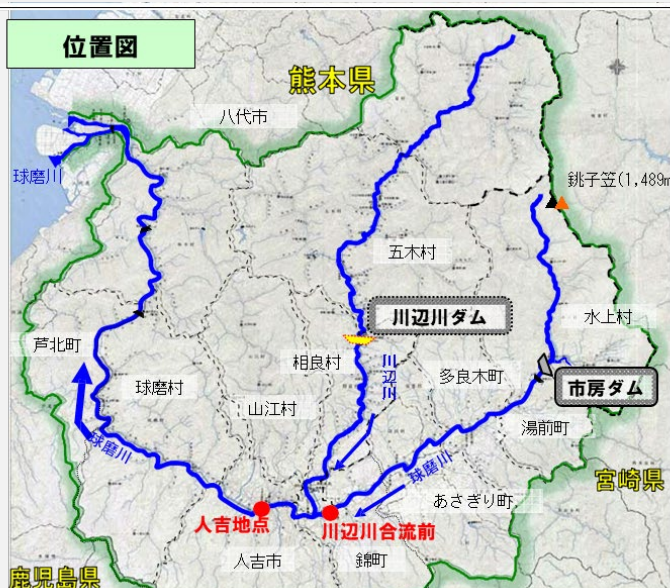 位置図
熊本県
八代市
球磨川
銚子笠(1,489m
五木村
川辺川ダム
水上村
芦北町
相良村
川辺川
球磨村
多良木町
市房ダム
山江村
湯前町
球磨川
球磨川
宮崎県
あさぎり町
人吉地点
川辺川合流前
人吉市
錦町
鹿児島県